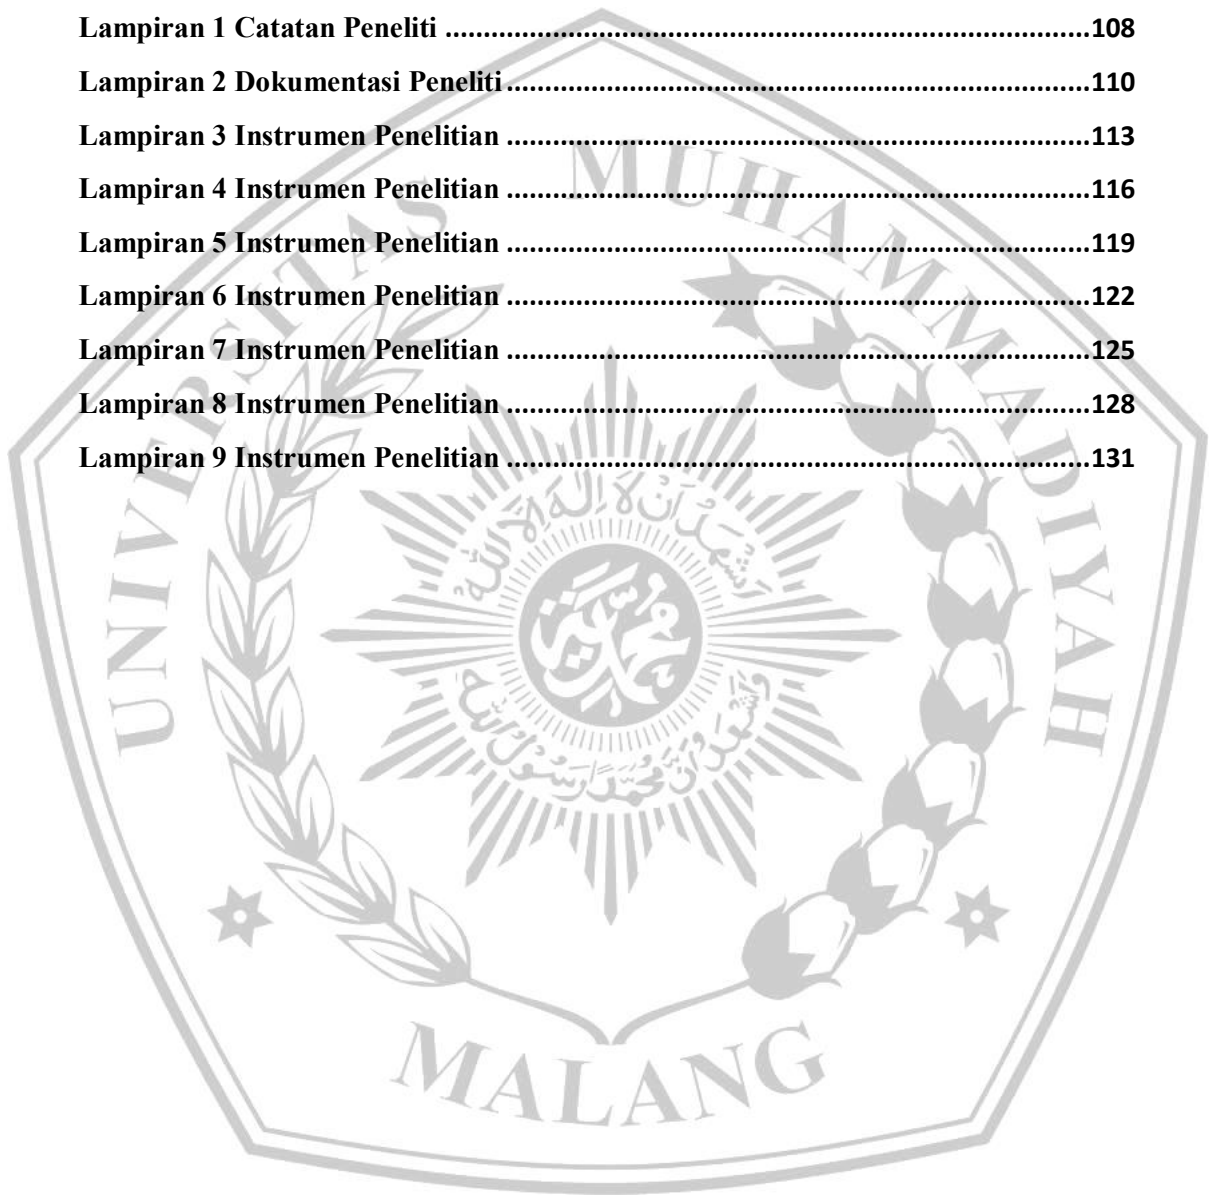 Lampiran 1 Catatan Peneliti ....................................................................................108
Lampiran 2 Dokumentasi Peneliti ............................................................................110
Lampiran 3 Instrumen Penelitian ............................................................................113
Lampiran 4 Instrumen Penelitian ............................................................................116
Lampiran 5 Instrumen Penelitian ............................................................................119
Lampiran 6 Instrumen Penelitian ............................................................................122
Lampiran 7 Instrumen Penelitian ............................................................................125
Lampiran 8 Instrumen Penelitian ............................................................................128
Lampiran 9 Instrumen Penelitian ............................................................................131
UNIVERSITAS MUHAMMADIYAH
MALANG